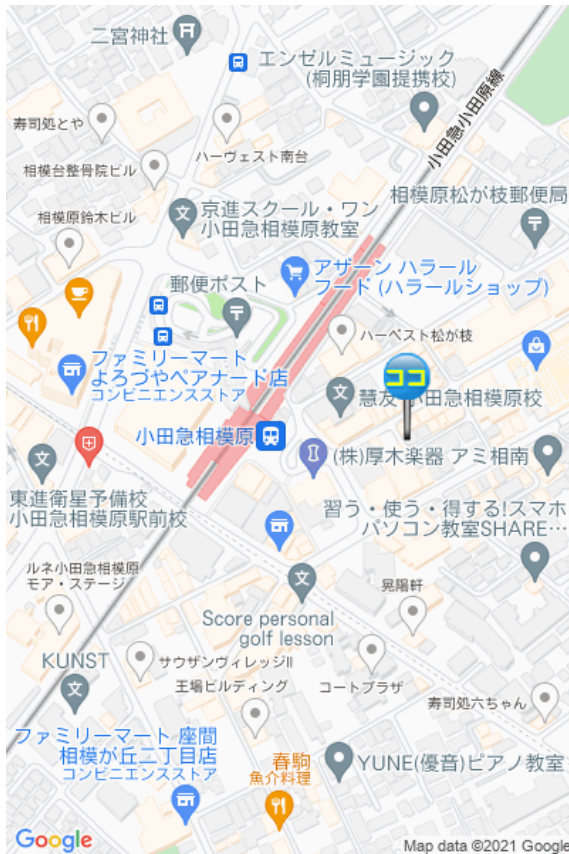 二宮神社
エンゼルミュージック
(桐朋学園提携校)
小田急小田原線
寿司処とや
ハーヴェスト南台
相模台整骨院ビル
京進スクール・ワン
小田急相模原教室
相模原松が枝郵便局
相模原鈴木ビル
郵便ポスト
アザーン ハラール
フード (ハラールショップ)
ハーベスト松が枝
ファミリーマート
よろづやペアナード店
コンビニエンスストア
ココ
慧友 小田急相模原校
小田急相模原
(株)厚木楽器 アミ相南
東進衛星予備校
小田急相模原駅前校
習う・使う・得する!スマホ
パソコン教室SHARE…
ルネ小田急相模原
モア・ステージ
晃陽軒
Score personal
golf lesson
KUNST
サウザンヴィレッジII
王場ビルディング
コートプラザ
寿司処六ちゃん
ファミリーマート 座間
相模が丘二丁目店
コンビニエンスストア
春駒
魚介料理
YUNE(優音)ピアノ教室
Google
Map data ©2021 Google